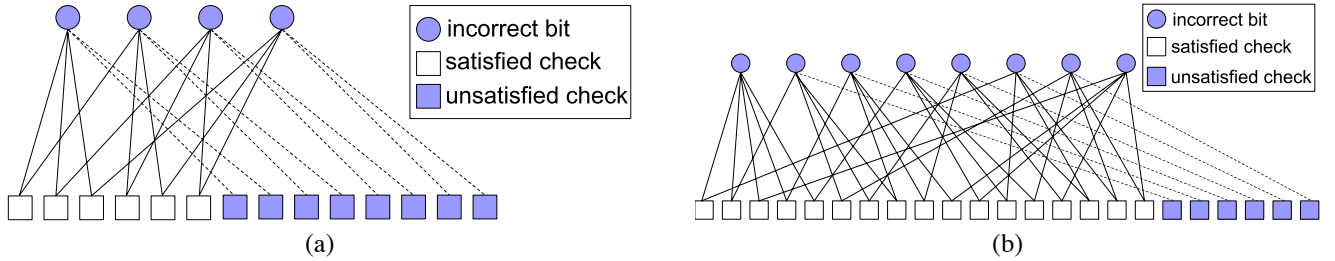 incorrect bit
satisfied check
unsatisfied check
(a)
incorrect bit
satisfied check
unsatisfied check
(b)